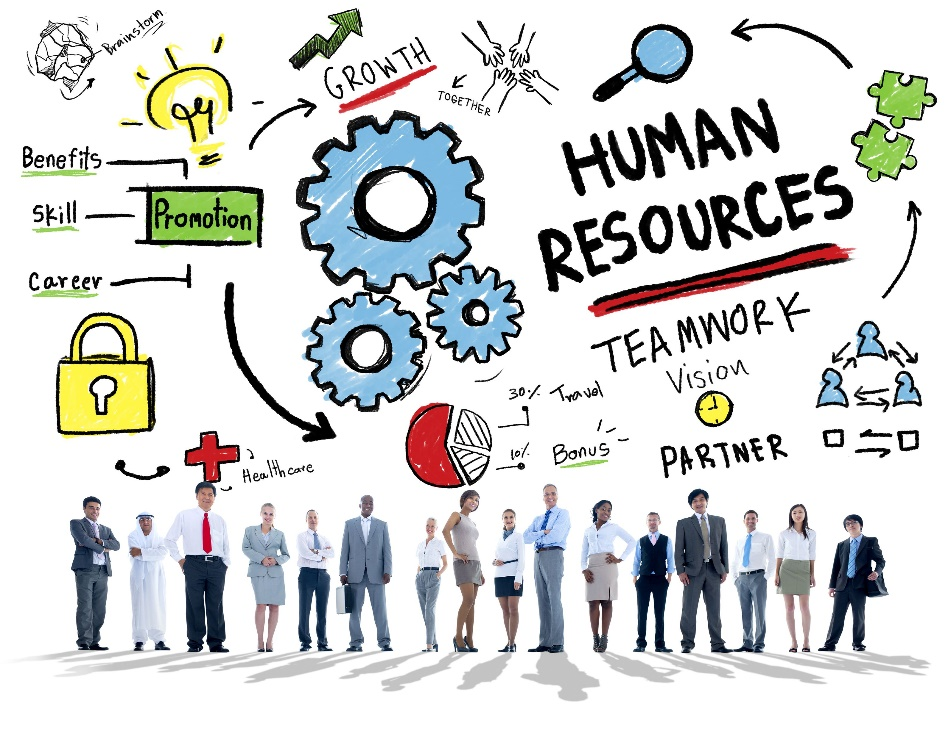 Brainstorm
GROWTH
TOGETHER
HUMAN
RESOURCES
Benefits
Skill
Promotion
Career
TEAMWORK
Vision
30% Travel
10% Bonus
PARTNER
Healthcare